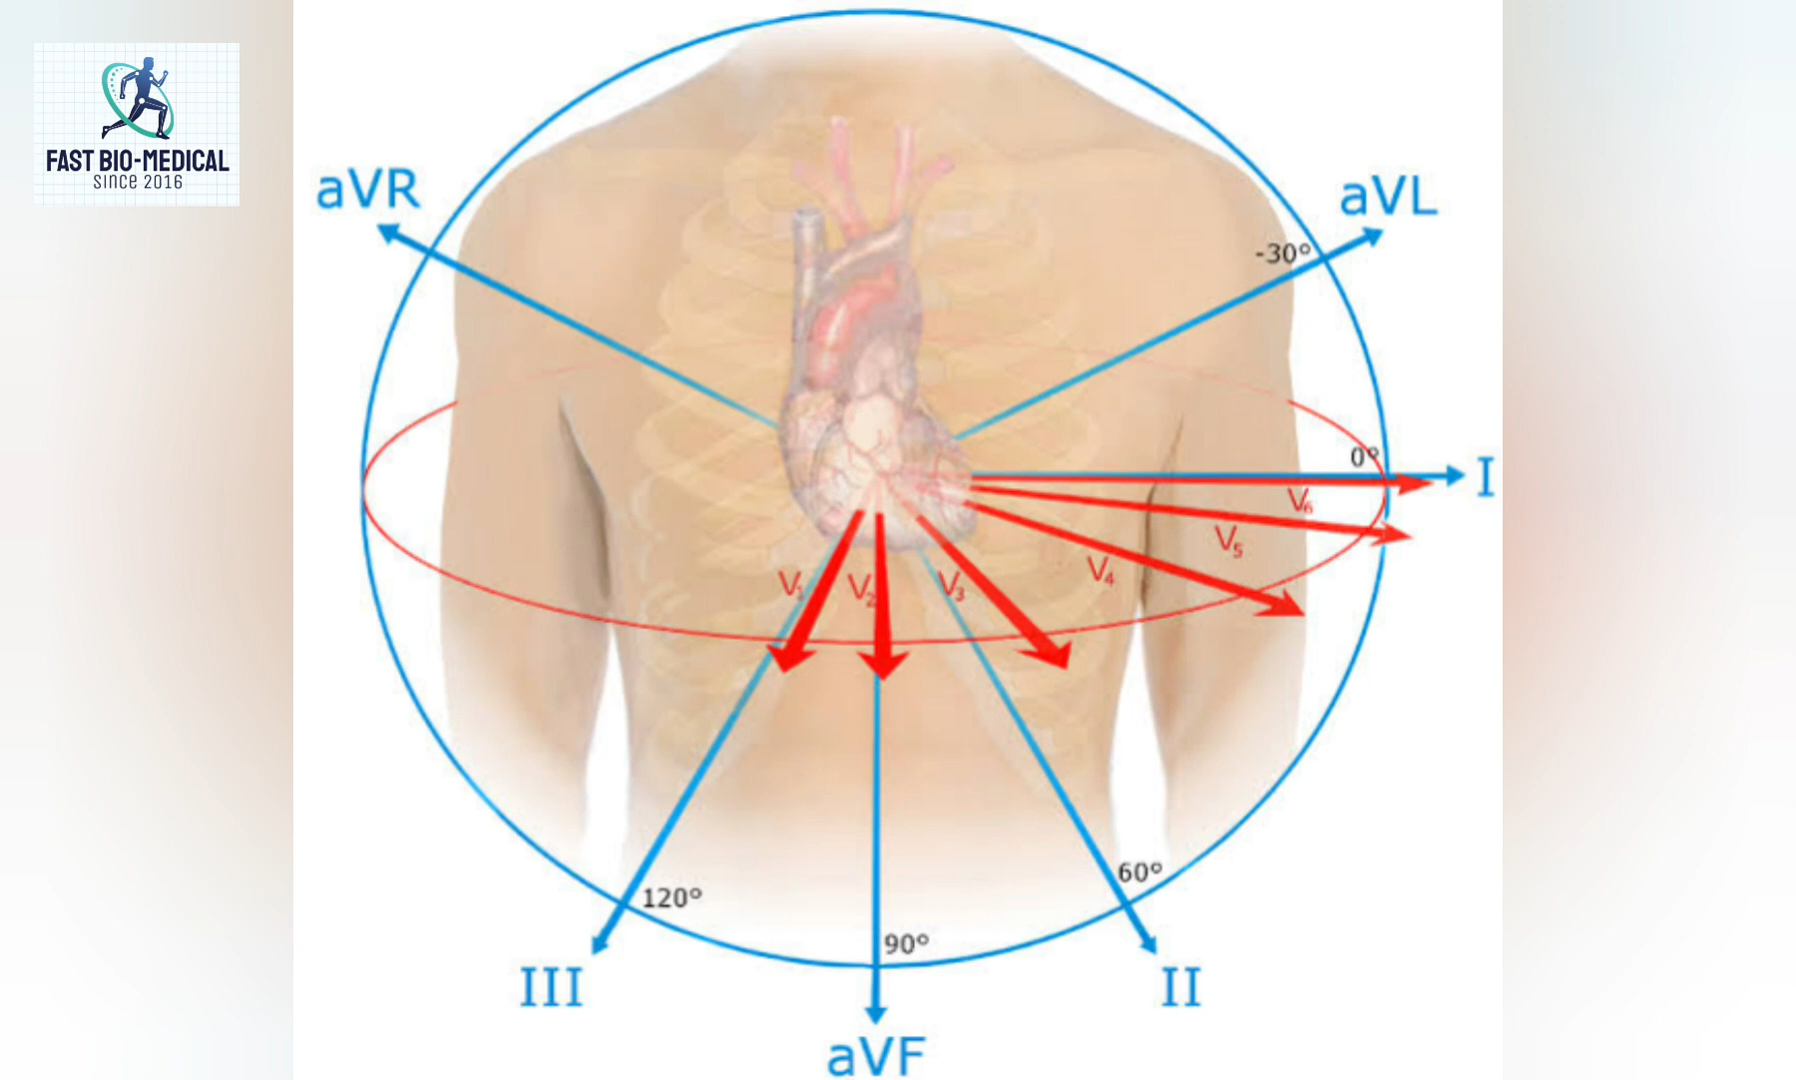 FAST BIO-MEDICAL
Since 2016
aVR
aVL
-30°
0°
I
V6
V5
V4
V1
V2
V3
60°
120°
90°
III
II
aVF